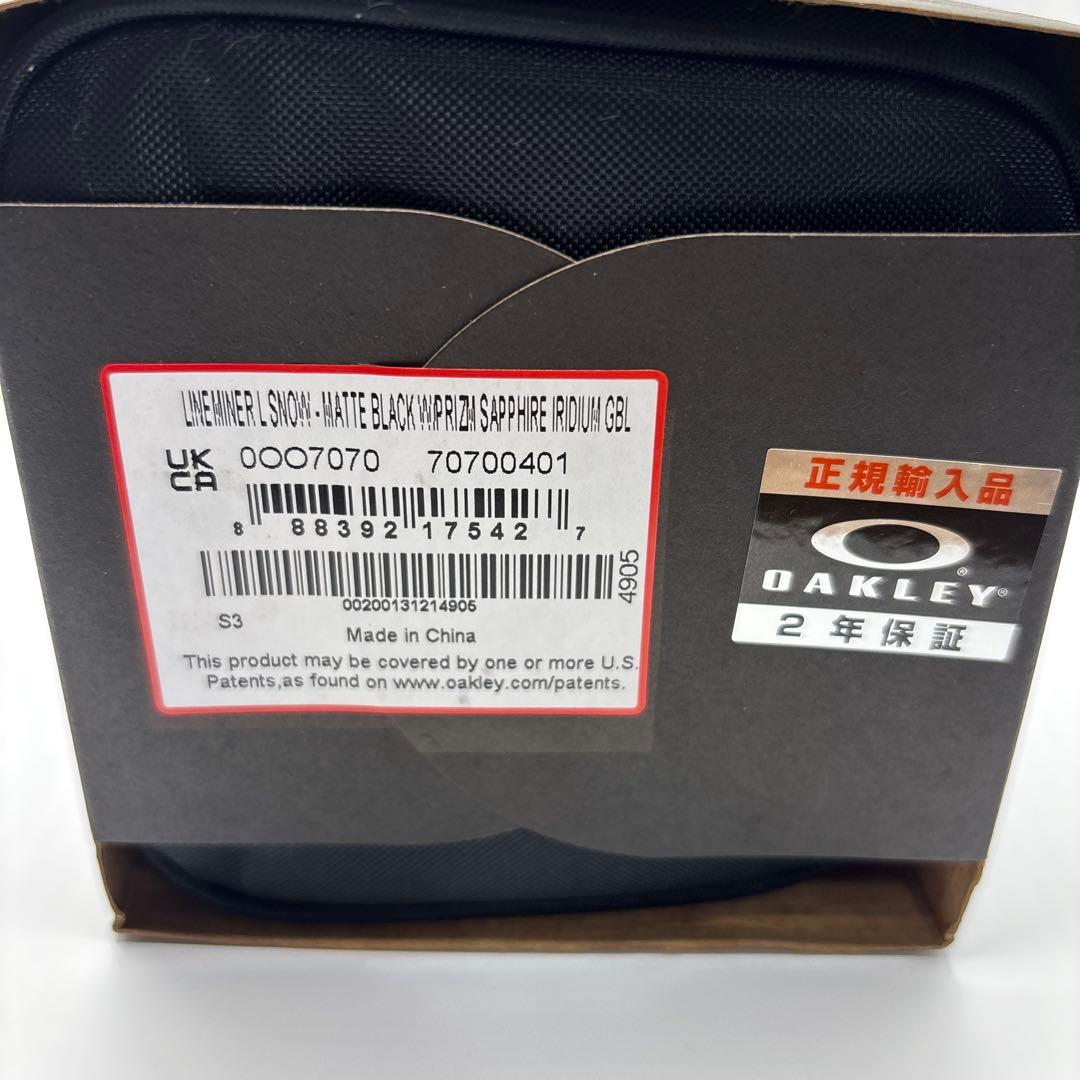 LINE MINER L SNOW - MATTE BLACK W/PRIZM SAPPHIRE IRIDIUM GBL
UK
CA
0OO7070 70700401
8 88392 17542 7
00200131214905
4905
S3
Made in China
This product may be covered by one or more U.S.
Patents,as found on www.oakley.com/patents.
正規輸入品
OAKLEY®
2年保証